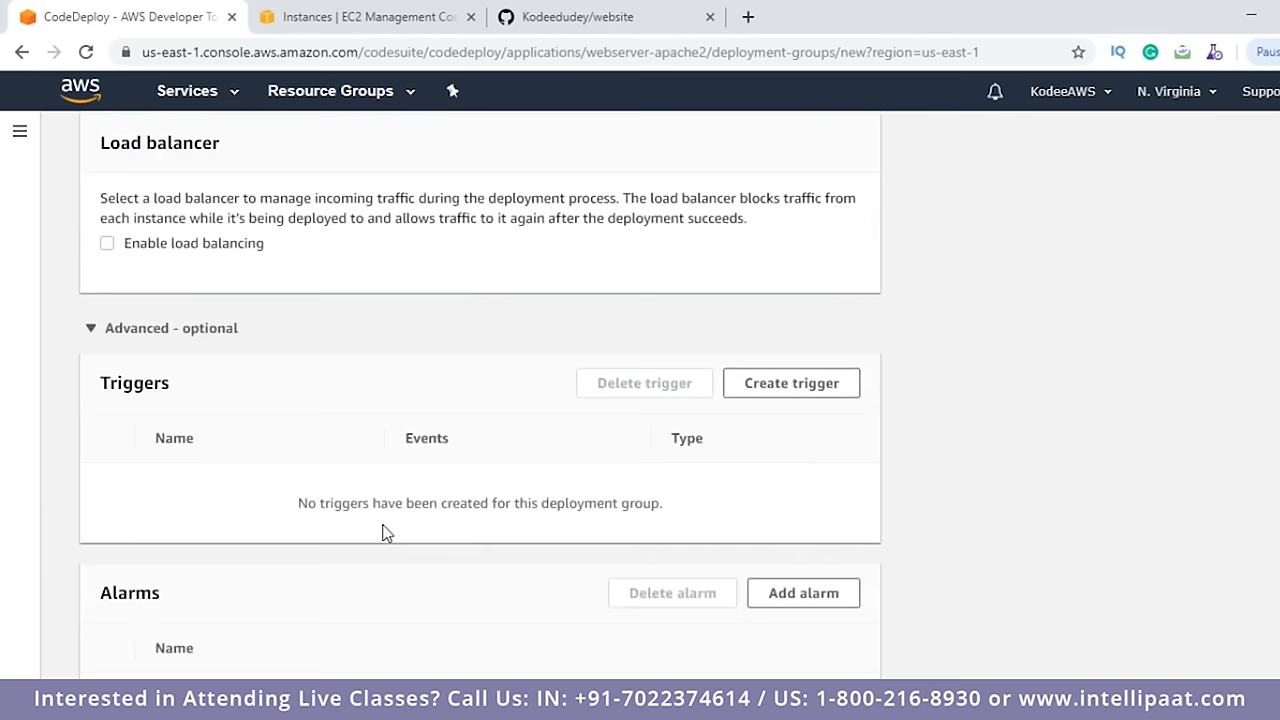 CodeDeploy - AWS Developer To
Instances | EC2 Management Co
Kodeedudey/website
us-east-1.console.aws.amazon.com/codesuite/codedeploy/applications/webserver-apache2/deployment-groups/new?region=us-east-1
IQ
Paus
aws
Services
Resource Groups
KodeeAWS
N. Virginia
Suppo
Load balancer
Select a load balancer to manage incoming traffic during the deployment process. The load balancer blocks traffic from
each instance while it's being deployed to and allows traffic to it again after the deployment succeeds.
Enable load balancing
Advanced - optional
Triggers
Delete trigger
Create trigger
Name
Events
Type
No triggers have been created for this deployment group.
Alarms
Delete alarm
Add alarm
Name
Interested in Attending Live Classes? Call Us: IN: +91-7022374614 / US: 1-800-216-8930 or www.intellipaat.com